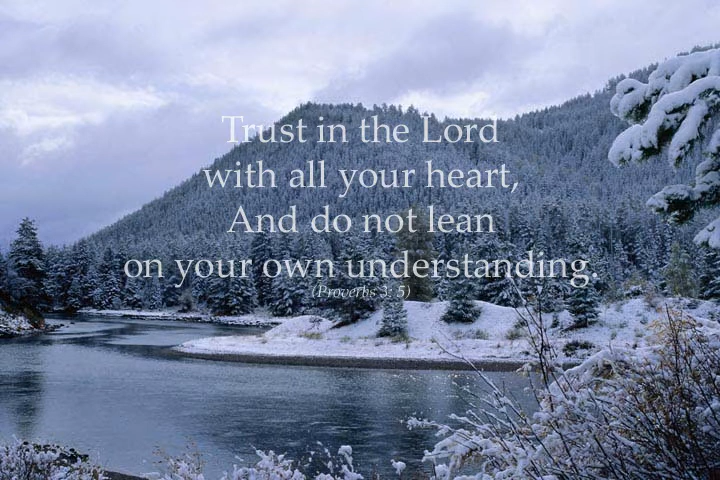 Trust in the Lord
with all your heart,
And do not lean
on your own understanding.
(Proverbs 3: 5)